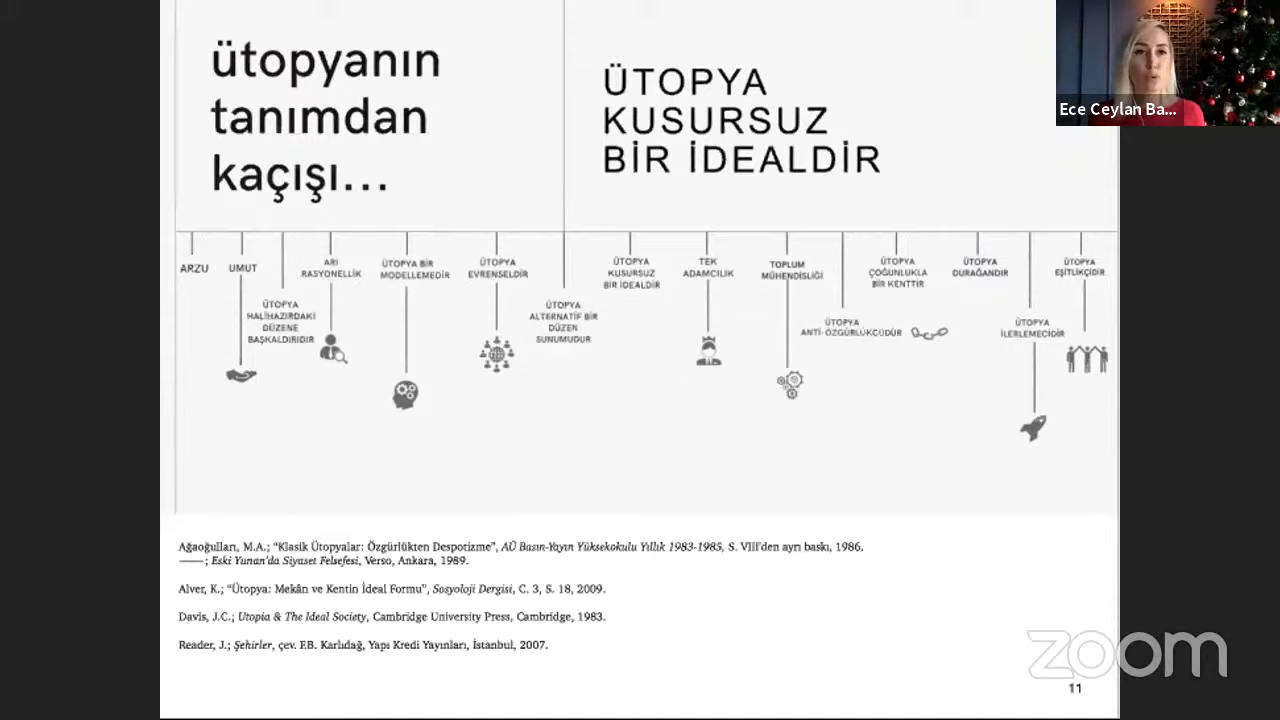 ütopyanın
tanımdan
kaçışı...
ÜTOPYA
KUSURSUZ
BİR İDEALDİR
Ece Ceylan Ba...
ARZU
UMUT
ÜTOPYA
HALİHAZIRDAKİ
DÜZENE
BAŞKALDIRIDIR
ARI
RASYONELLİK
ÜTOPYA BİR
MODELLEMEDİR
ÜTOPYA
EVRENSELDİR
ÜTOPYA
ALTERNATİF BİR
DÜZEN
SUNUMUDUR
ÜTOPYA
KUSURSUZ
BİR İDEALDİR
TEK
ADAMCILIK
TOPLUM
MÜHENDİSLİĞİ
ÜTOPYA
ANTİ-ÖZGÜRLÜKCÜDÜR
ÜTOPYA
ÇOĞUNLUKLA
BİR KENTTİR
ÜTOPYA
DURAĞANDIR
ÜTOPYA
İLERLEMECİDİR
ÜTOPYA
EŞİTLİKÇİDİR
Ağaoğulları, M.A.; “Klasik Ütopyalar: Özgürlükten Despotizme”, AÜ Basın-Yayın Yüksekokulu Yıllık 1983-1985, S. VIII'den ayrı baskı, 1986.
——; Eski Yunan'da Siyaset Felsefesi, Verso, Ankara, 1989.
Alver, K.; “Ütopya: Mekân ve Kentin İdeal Formu”, Sosyoloji Dergisi, C. 3, S. 18, 2009.
Davis, J.C.; Utopia & The Ideal Society, Cambridge University Press, Cambridge, 1983.
Reader, J.; Şehirler, çev. F.B. Karlıdağ, Yapı Kredi Yayınları, İstanbul, 2007.
zoom
11